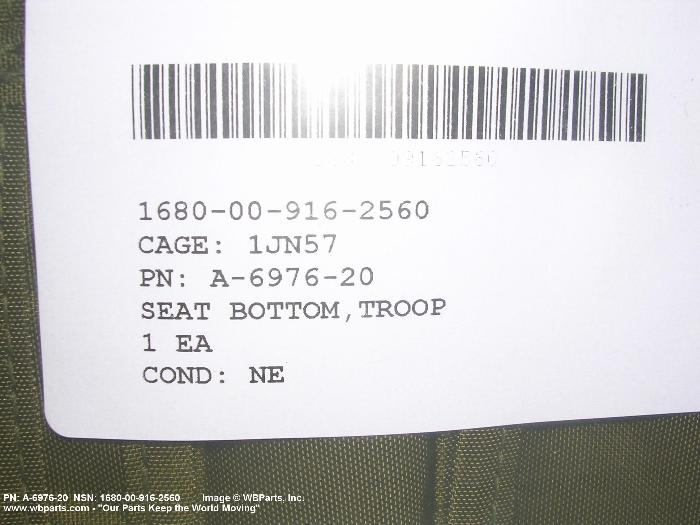 1680-00-916-2560
CAGE: 1JN57
PN: A-6976-20
SEAT BOTTOM,TROOP
1 EA
COND: NE
PN: A-6976-20 NSN: 1680-00-916-2560 Image © WBParts, Inc.
www.wbparts.com - "Our Parts Keep the World Moving"